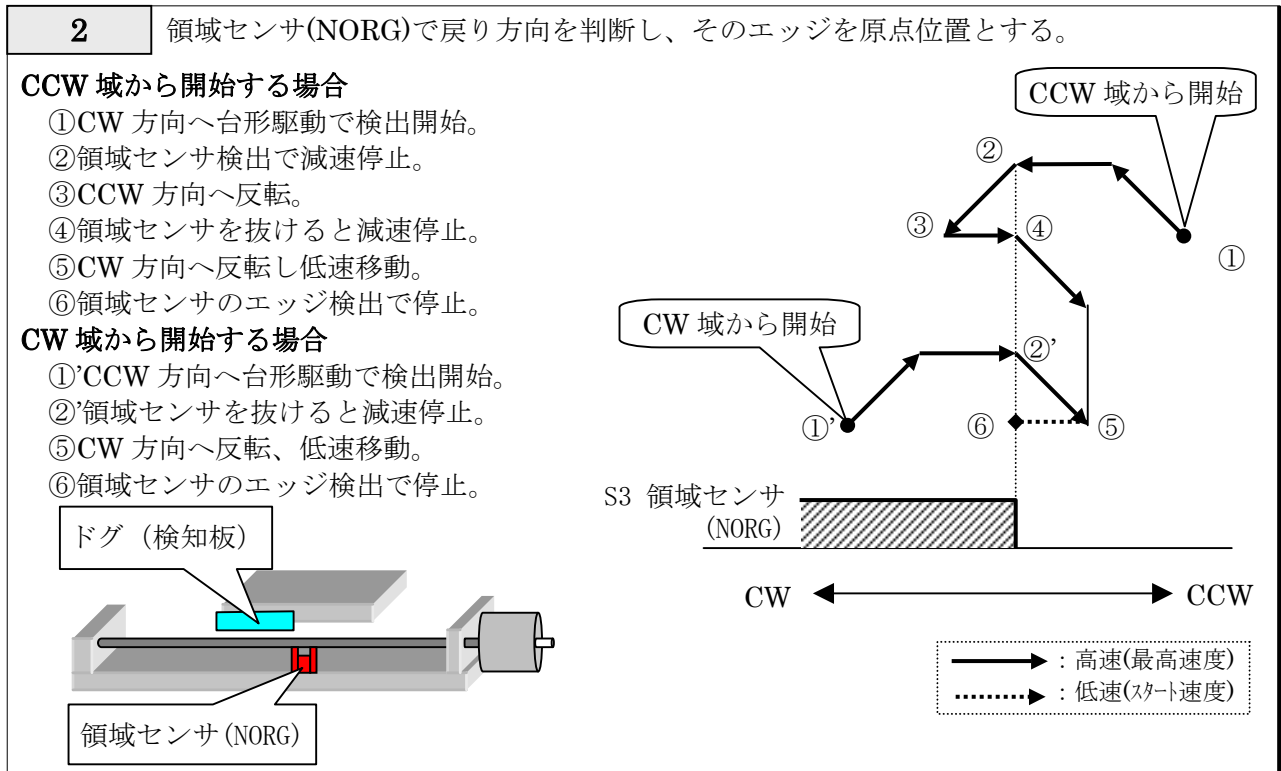 2
領域センサ(NORG)で戻り方向を判断し、そのエッジを原点位置とする。
CCW 域から開始する場合
①CW 方向へ台形駆動で検出開始。
②領域センサ検出で減速停止。
③CCW 方向へ反転。
④領域センサを抜けると減速停止。
⑤CW 方向へ反転し低速移動。
⑥領域センサのエッジ検出で停止。
CW 域から開始する場合
①'CCW 方向へ台形駆動で検出開始。
②'領域センサを抜けると減速停止。
⑤CW 方向へ反転、低速移動。
⑥領域センサのエッジ検出で停止。
ドグ（検知板）
領域センサ(NORG)
CCW 域から開始
②
③
④
①
CW 域から開始
②'
①'
⑥
⑤
S3 領域センサ
(NORG)
CW
CCW
：高速(最高速度)
：低速(ｽﾀｰﾄ速度)